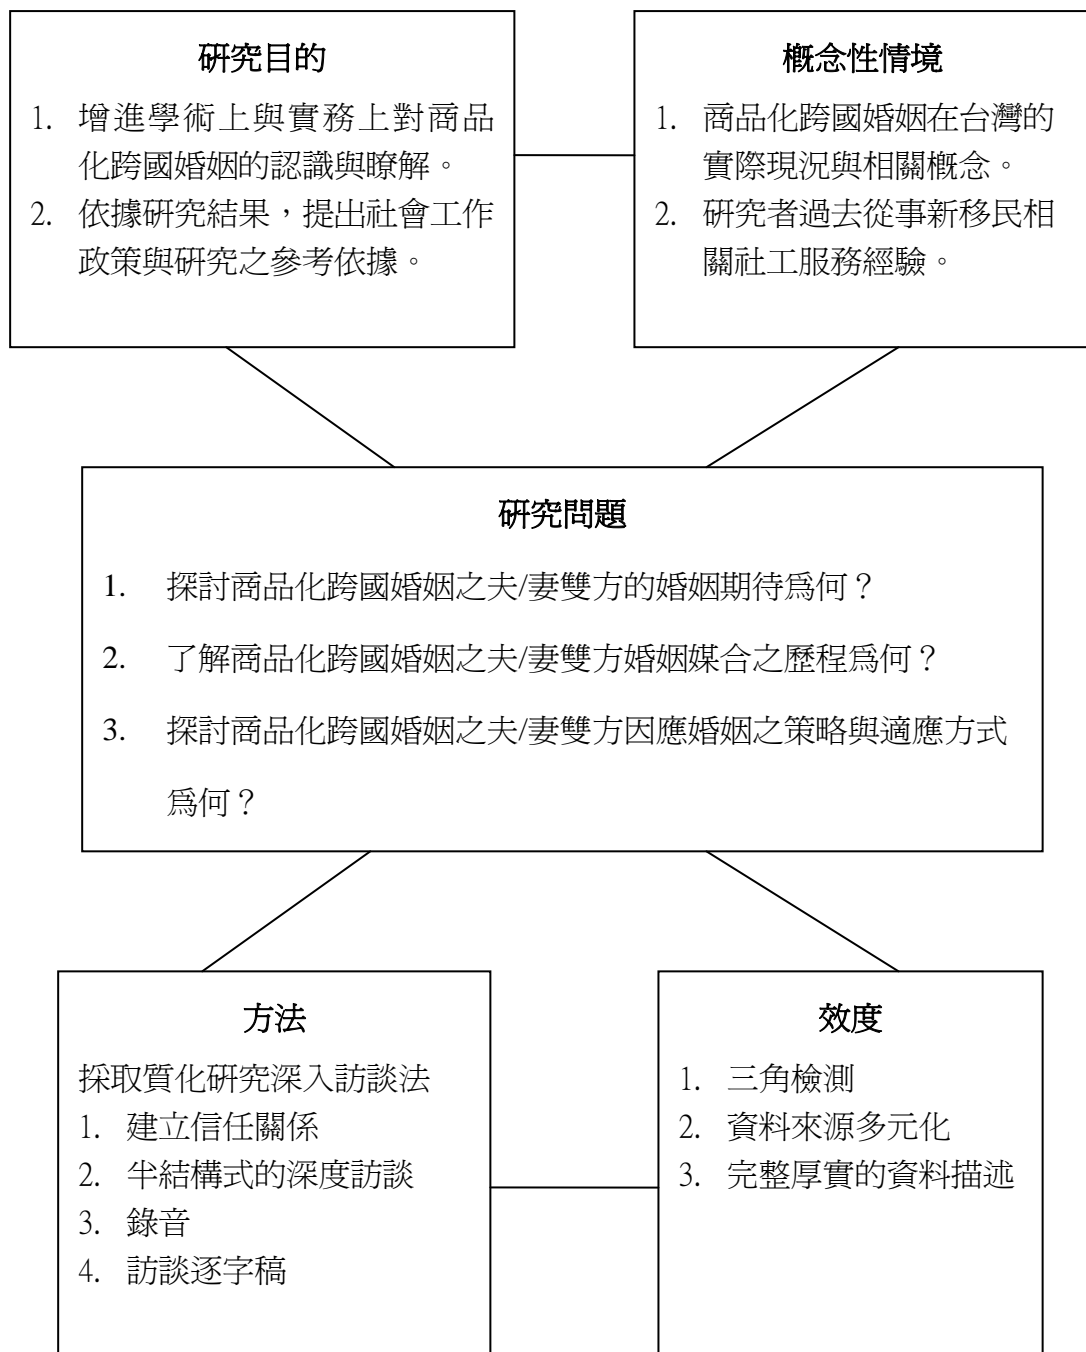 研究目的
1. 增進學術上與實務上對商品
化跨國婚姻的認識與瞭解。
2. 依據研究結果，提出社會工作
政策與研究之參考依據。
概念性情境
1. 商品化跨國婚姻在台灣的
實際現況與相關概念。
2. 研究者過去從事新移民相
關社工服務經驗。
研究問題
1. 探討商品化跨國婚姻之夫/妻雙方的婚姻期待為何？
2. 了解商品化跨國婚姻之夫/妻雙方婚姻媒合之歷程為何？
3. 探討商品化跨國婚姻之夫/妻雙方因應婚姻之策略與適應方式
為何？
方法
採取質化研究深入訪談法
1. 建立信任關係
2. 半結構式的深度訪談
3. 錄音
4. 訪談逐字稿
效度
1. 三角檢測
2. 資料來源多元化
3. 完整厚實的資料描述